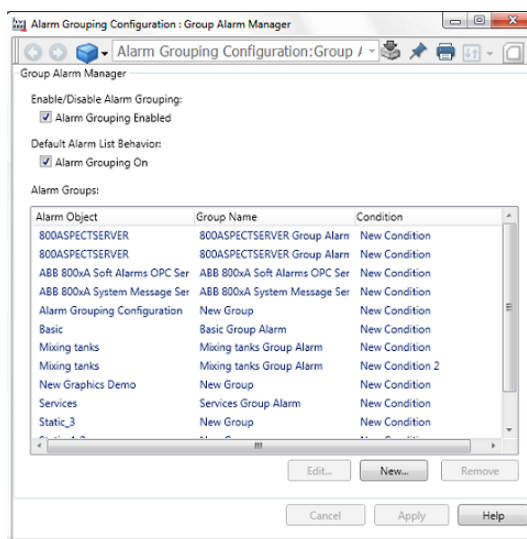 Alarm Grouping Configuration : Group Alarm Manager
Alarm Grouping Configuration:Group
Group Alarm Manager
Enable/Disable Alarm Grouping:
Alarm Grouping Enabled
Default Alarm List Behavior:
Alarm Grouping On
Alarm Groups:
Alarm Object Group Name Condition
800ASPECTSERVER 800ASPECTSERVER Group Alarm New Condition
800ASPECTSERVER 800ASPECTSERVER Group Alarm New Condition
ABB 800xA Soft Alarms OPC Ser ABB 800xA Soft Alarms OPC Ser New Condition
ABB 800xA System Message Ser ABB 800xA System Message Ser New Condition
Alarm Grouping Configuration New Group New Condition
Basic Basic Group Alarm New Condition
Mixing tanks Mixing tanks Group Alarm New Condition
Mixing tanks Mixing tanks Group Alarm New Condition 2
New Graphics Demo New Group New Condition
Services Services Group Alarm New Condition
Static_3 New Group New Condition
Edit... New... Remove
Cancel Apply Help